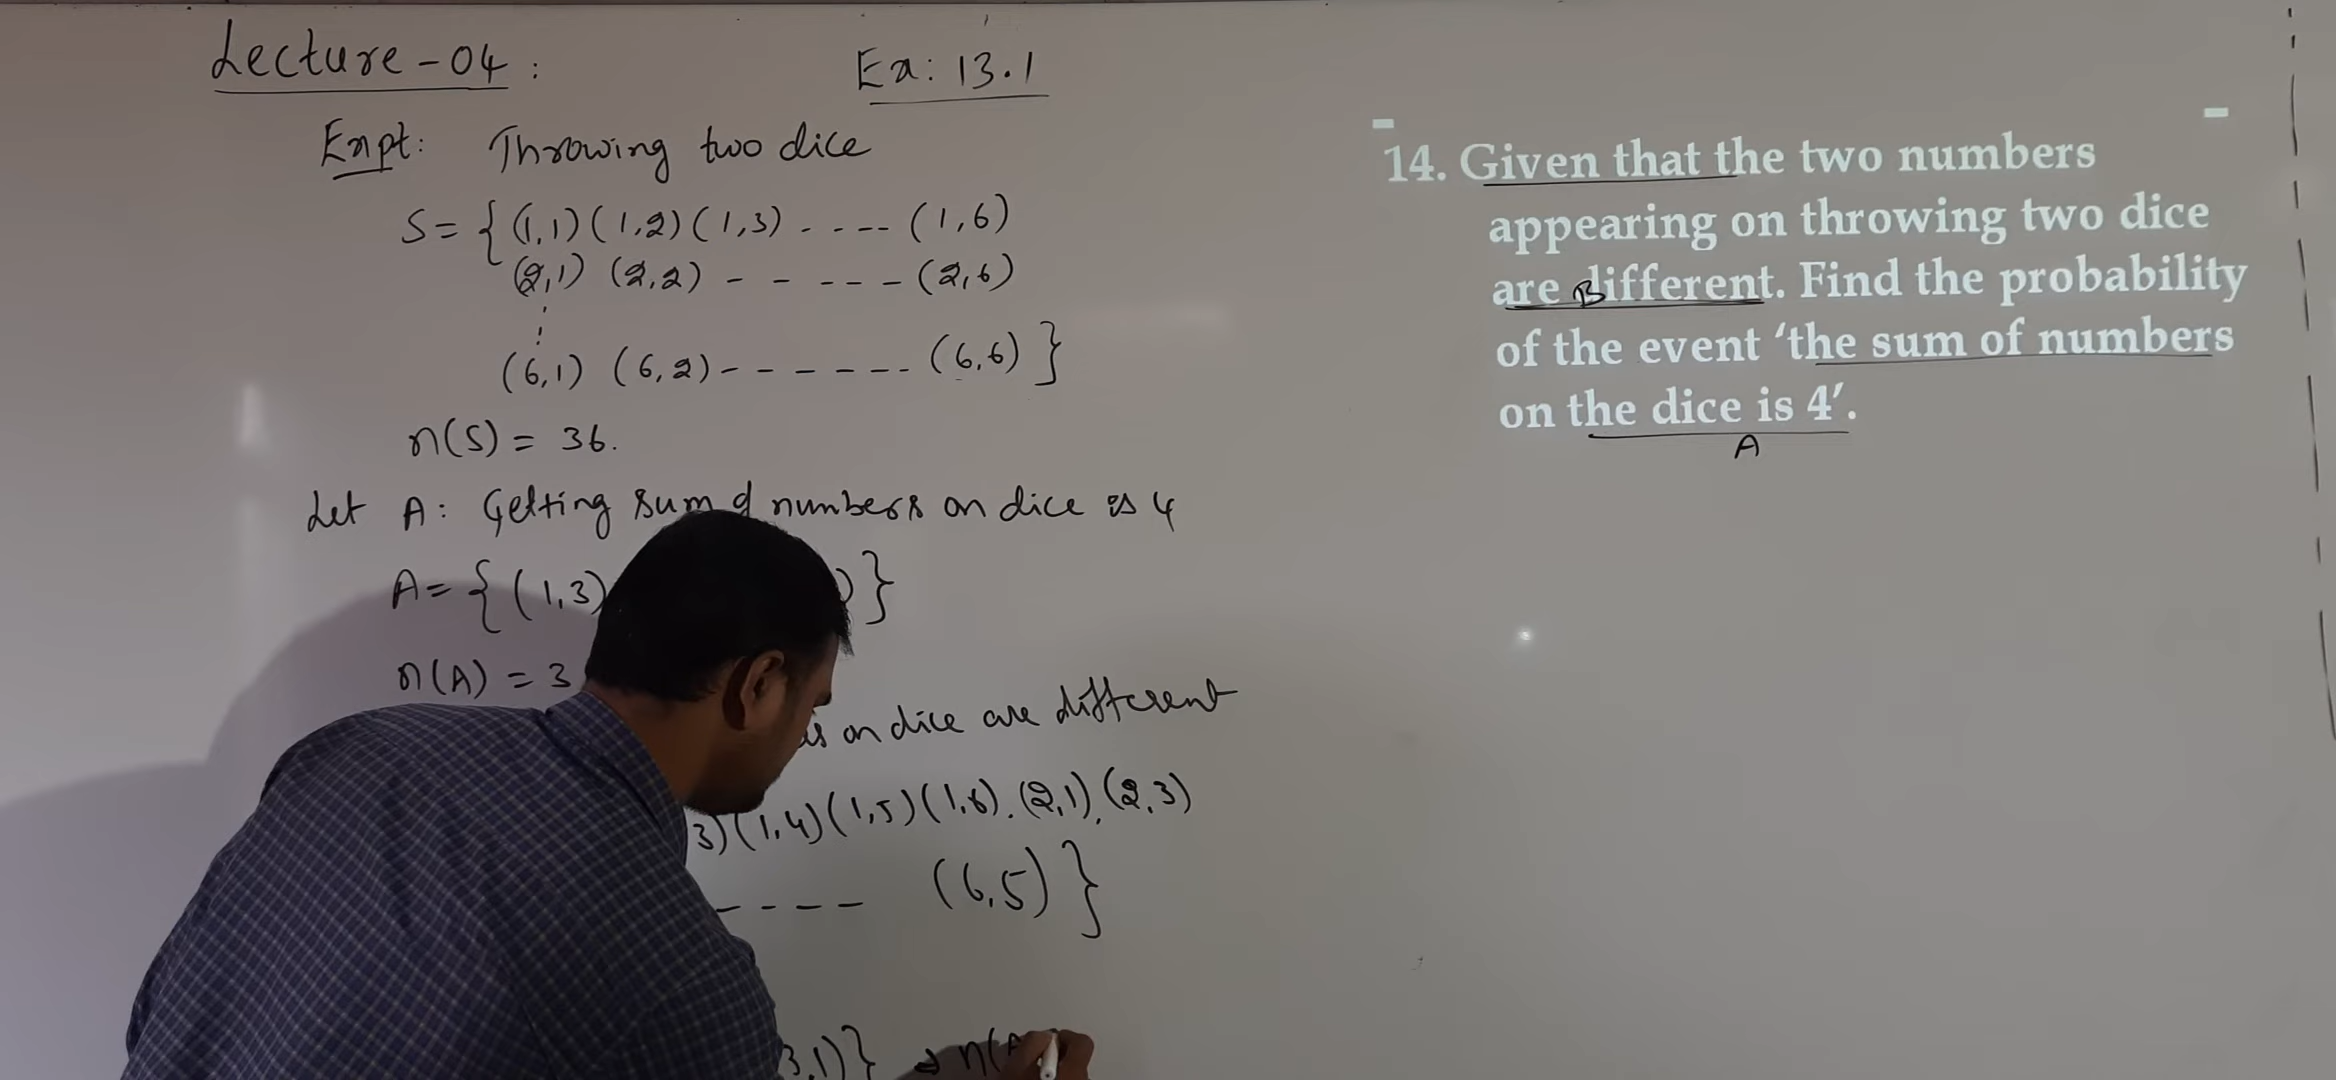 Lecture - 04 :
Ex: 13.1
Expt: Throwing two dice
S = { (1,1) (1,2) (1,3) - - - - - (1,6)
(2,1) (2,2) - - - - - - (2,6)
(6,1) (6,2) - - - - - - - (6,6) }
n(S) = 36.
Let A: Getting sum of numbers on dice is 4
A = { (1,3) ) }
n(A) = 3
on dice are different
3) (1,4) (1,5) (1,6), (2,1), (2,3)
- - - - (6,5) }
3,1) } ⇒ n(A
14. Given that the two numbers
appearing on throwing two dice
are different. Find the probability
B
of the event ‘the sum of numbers
on the dice is 4’.
A